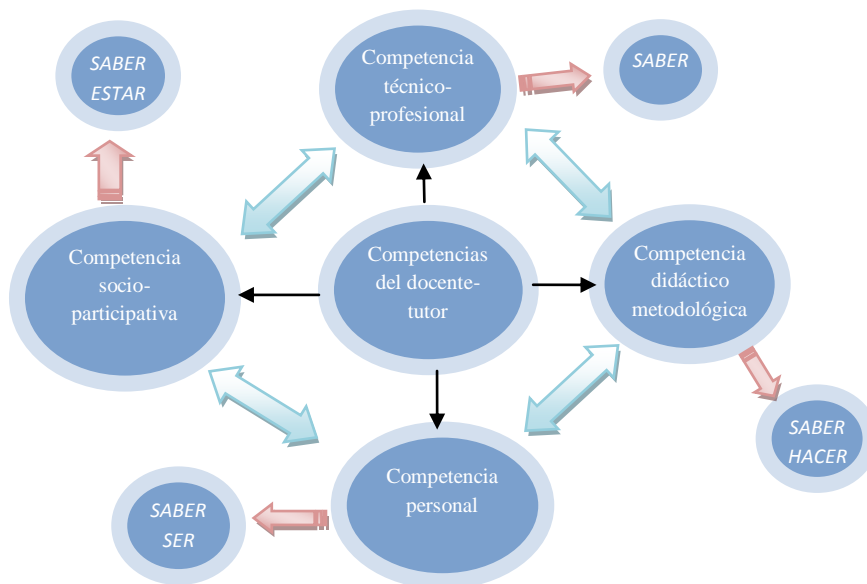 SABER
ESTAR
Competencia
técnico-
profesional
SABER
Competencia
socio-
participativa
Competencias
del docente-
tutor
Competencia
didáctico
metodológica
SABER
HACER
Competencia
personal
SABER
SER